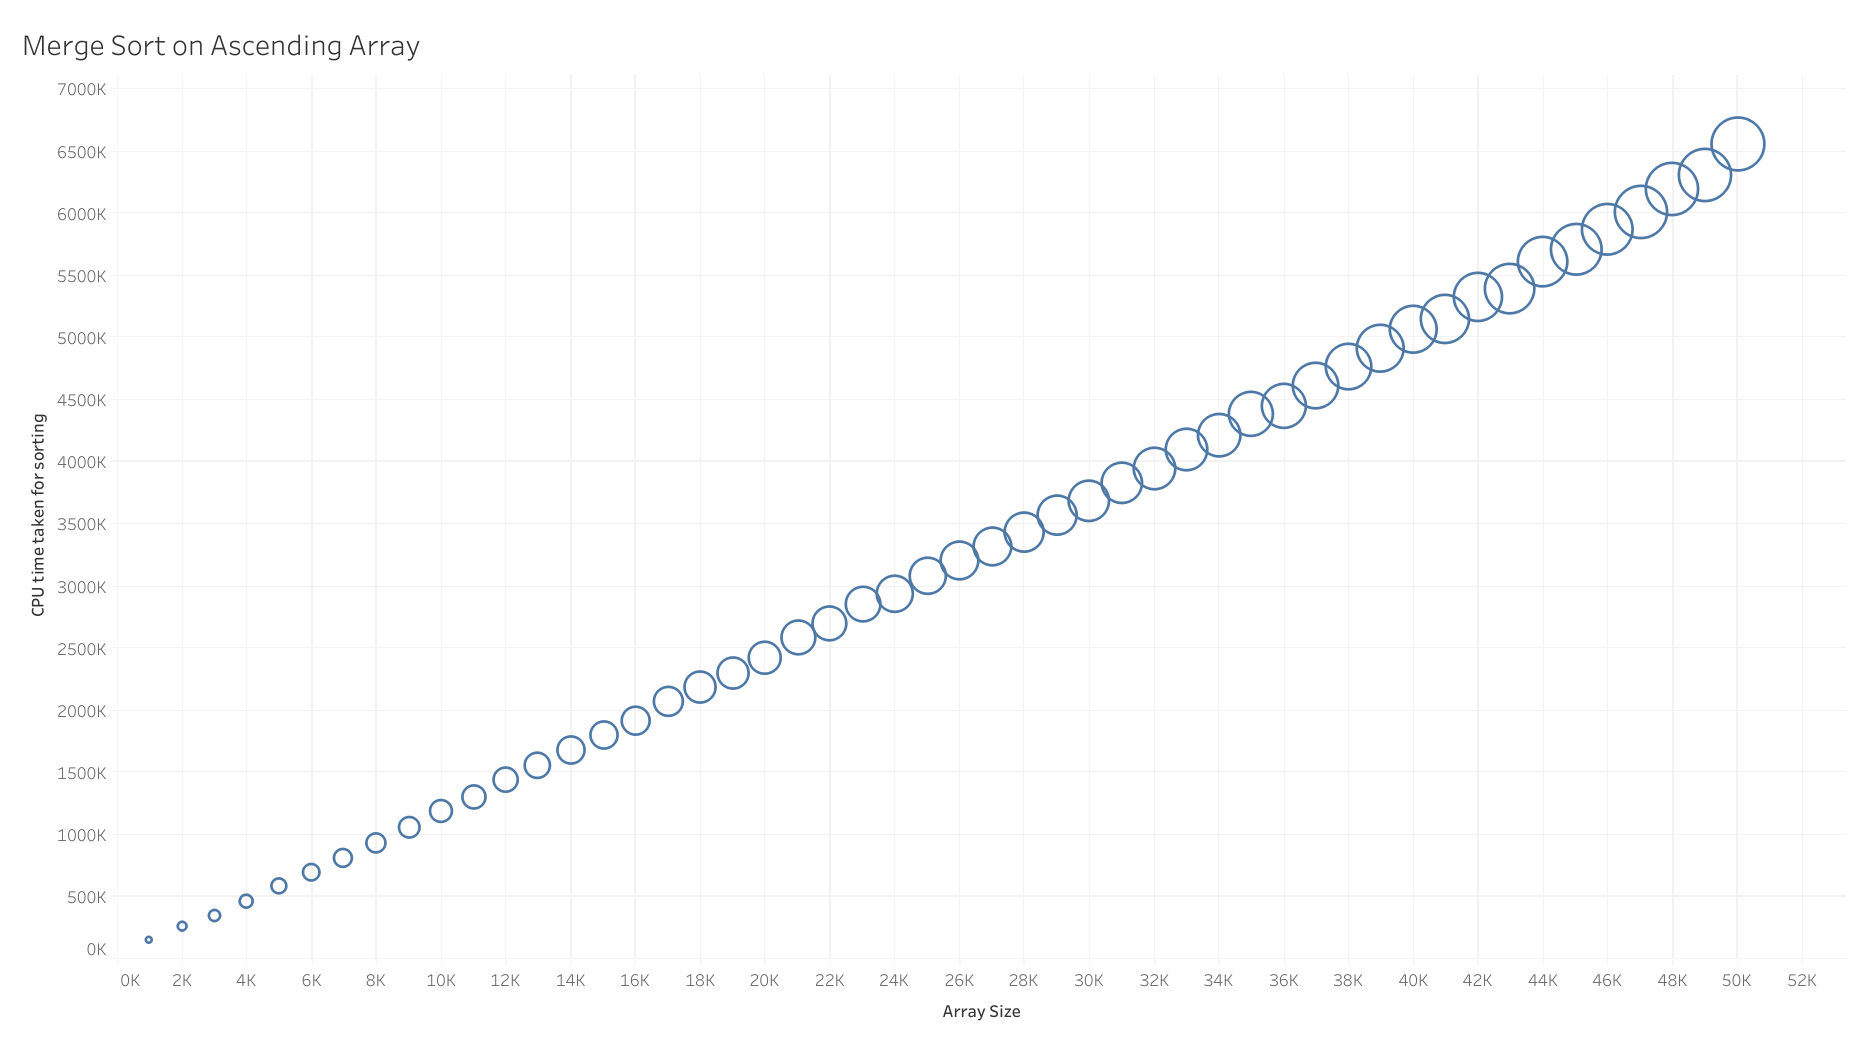 Merge Sort on Ascending Array
7000K
6500K
6000K
5500K
5000K
4500K
4000K
3500K
3000K
2500K
2000K
1500K
1000K
500K
0K
CPU time taken for sorting
0K 2K 4K 6K 8K 10K 12K 14K 16K 18K 20K 22K 24K 26K 28K 30K 32K 34K 36K 38K 40K 42K 44K 46K 48K 50K 52K
Array Size